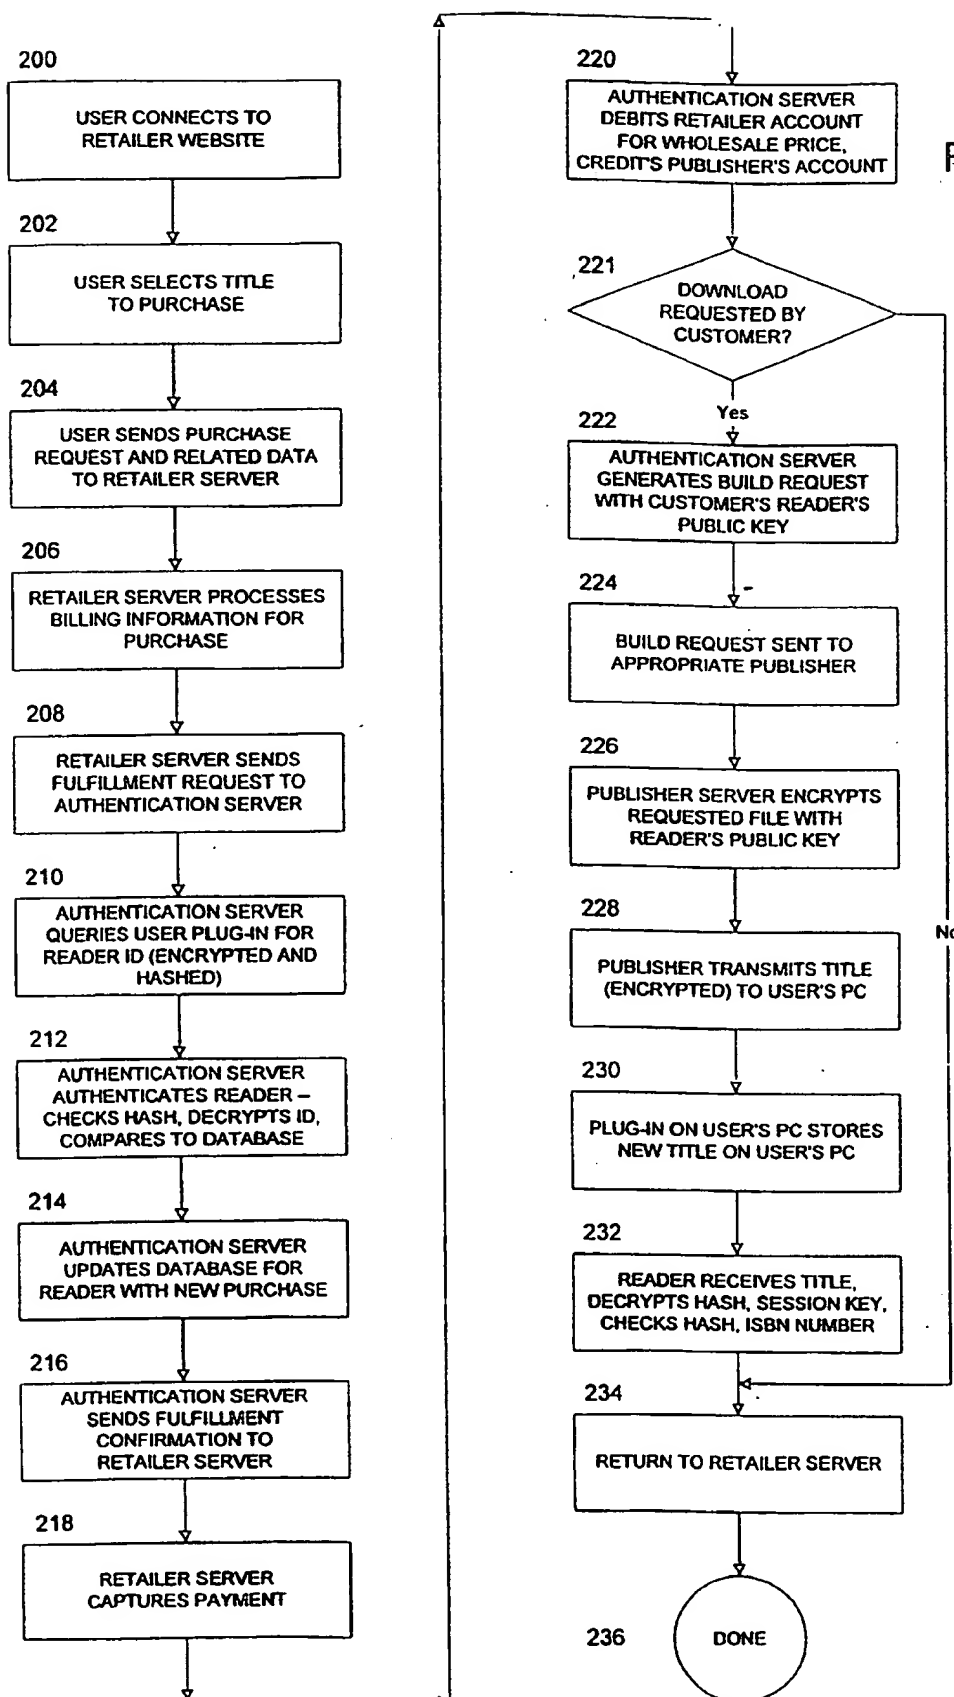 200
USER CONNECTS TO
RETAILER WEBSITE
202
USER SELECTS TITLE
TO PURCHASE
204
USER SENDS PURCHASE
REQUEST AND RELATED DATA
TO RETAILER SERVER
206
RETAILER SERVER PROCESSES
BILLING INFORMATION FOR
PURCHASE
208
RETAILER SERVER SENDS
FULFILLMENT REQUEST TO
AUTHENTICATION SERVER
210
AUTHENTICATION SERVER
QUERIES USER PLUG-IN FOR
READER ID (ENCRYPTED AND
HASHED)
212
AUTHENTICATION SERVER
AUTHENTICATES READER –
CHECKS HASH, DECRYPTS ID,
COMPARES TO DATABASE
214
AUTHENTICATION SERVER
UPDATES DATABASE FOR
READER WITH NEW PURCHASE
216
AUTHENTICATION SERVER
SENDS FULFILLMENT
CONFIRMATION TO
RETAILER SERVER
218
RETAILER SERVER
CAPTURES PAYMENT
220
AUTHENTICATION SERVER
DEBITS RETAILER ACCOUNT
FOR WHOLESALE PRICE,
CREDIT'S PUBLISHER'S ACCOUNT
221
DOWNLOAD
REQUESTED BY
CUSTOMER?
Yes
No
222
AUTHENTICATION SERVER
GENERATES BUILD REQUEST
WITH CUSTOMER'S READER'S
PUBLIC KEY
224
BUILD REQUEST SENT TO
APPROPRIATE PUBLISHER
226
PUBLISHER SERVER ENCRYPTS
REQUESTED FILE WITH
READER'S PUBLIC KEY
228
PUBLISHER TRANSMITS TITLE
(ENCRYPTED) TO USER'S PC
230
PLUG-IN ON USER'S PC STORES
NEW TITLE ON USER'S PC
232
READER RECEIVES TITLE,
DECRYPTS HASH, SESSION KEY,
CHECKS HASH, ISBN NUMBER
234
RETURN TO RETAILER SERVER
236
DONE